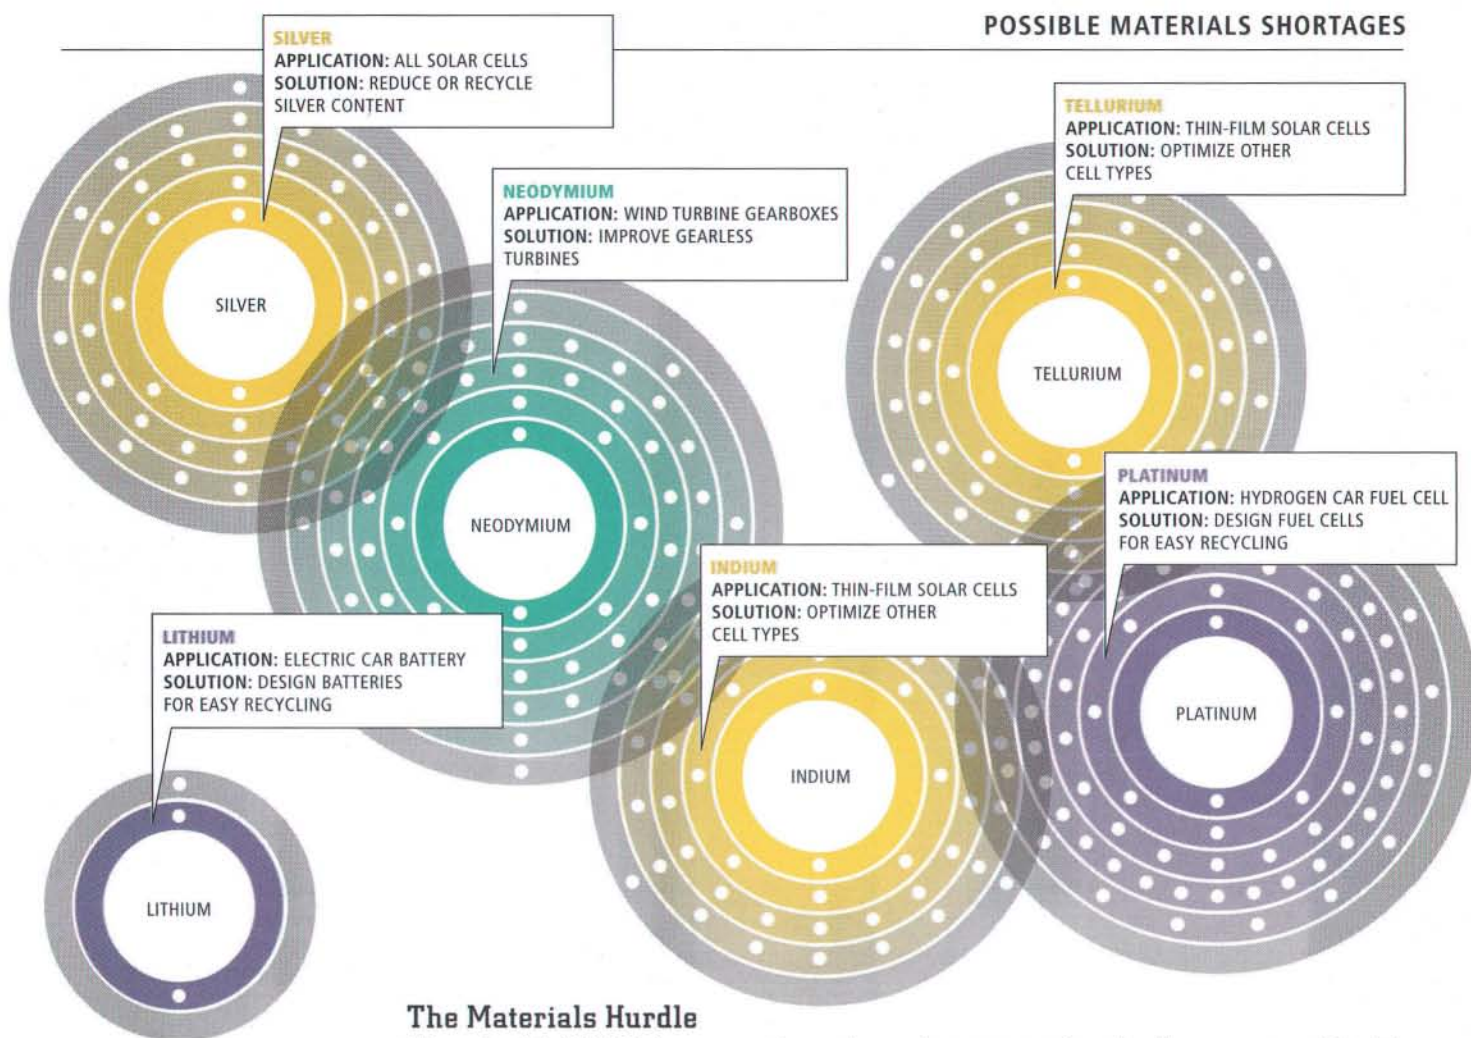 POSSIBLE MATERIALS SHORTAGES
SILVER
APPLICATION: ALL SOLAR CELLS
SOLUTION: REDUCE OR RECYCLE
SILVER CONTENT
TELLURIUM
APPLICATION: THIN-FILM SOLAR CELLS
SOLUTION: OPTIMIZE OTHER
CELL TYPES
NEODYMIUM
APPLICATION: WIND TURBINE GEARBOXES
SOLUTION: IMPROVE GEARLESS
TURBINES
SILVER
TELLURIUM
PLATINUM
APPLICATION: HYDROGEN CAR FUEL CELL
SOLUTION: DESIGN FUEL CELLS
FOR EASY RECYCLING
NEODYMIUM
INDIUM
APPLICATION: THIN-FILM SOLAR CELLS
SOLUTION: OPTIMIZE OTHER
CELL TYPES
LITHIUM
APPLICATION: ELECTRIC CAR BATTERY
SOLUTION: DESIGN BATTERIES
FOR EASY RECYCLING
PLATINUM
INDIUM
LITHIUM
The Materials Hurdle